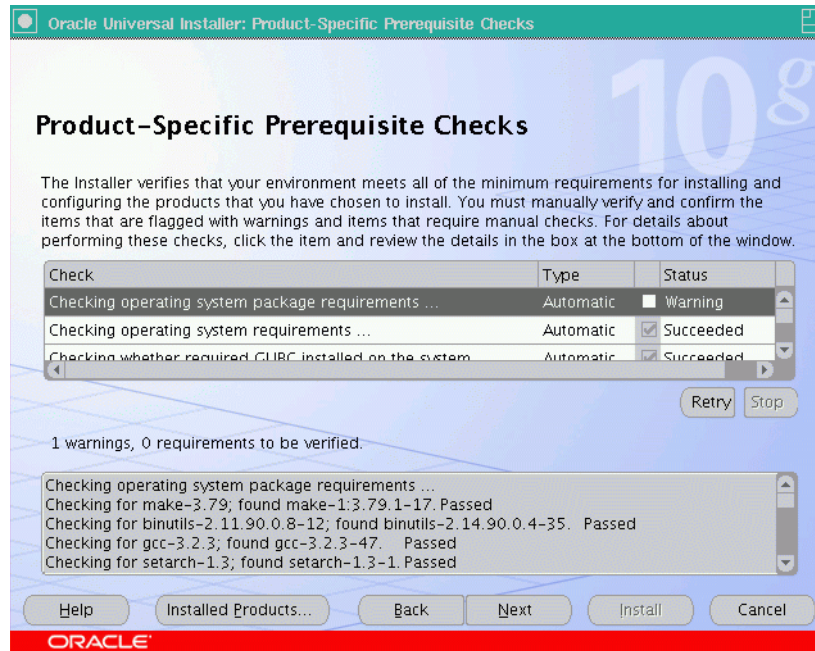 Oracle Universal Installer: Product-Specific Prerequisite Checks
10g
Product-Specific Prerequisite Checks
The Installer verifies that your environment meets all of the minimum requirements for installing and
configuring the products that you have chosen to install. You must manually verify and confirm the
items that are flagged with warnings and items that require manual checks. For details about
performing these checks, click the item and review the details in the box at the bottom of the window.
Check Type Status
Checking operating system package requirements ... Automatic Warning
Checking operating system requirements ... Automatic Succeeded
Checking whether required GLIBC installed on the system Automatic Succeeded
Retry Stop
1 warnings, 0 requirements to be verified.
Checking operating system package requirements ...
Checking for make-3.79; found make-1:3.79.1-17. Passed
Checking for binutils-2.11.90.0.8-12; found binutils-2.14.90.0.4-35. Passed
Checking for gcc-3.2.3; found gcc-3.2.3-47. Passed
Checking for setarch-1.3; found setarch-1.3-1. Passed
Help Installed Products... Back Next Install Cancel
ORACLE